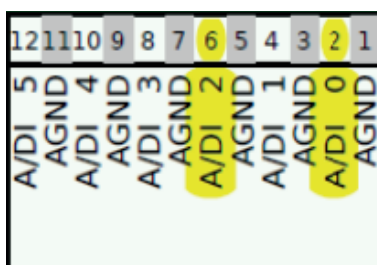 12 11 10 9 8 7 6 5 4 3 2 1
A/DI 5
AGND
A/DI 4
AGND
A/DI 3
AGND
A/DI 2
AGND
A/DI 1
AGND
A/DI 0
AGND